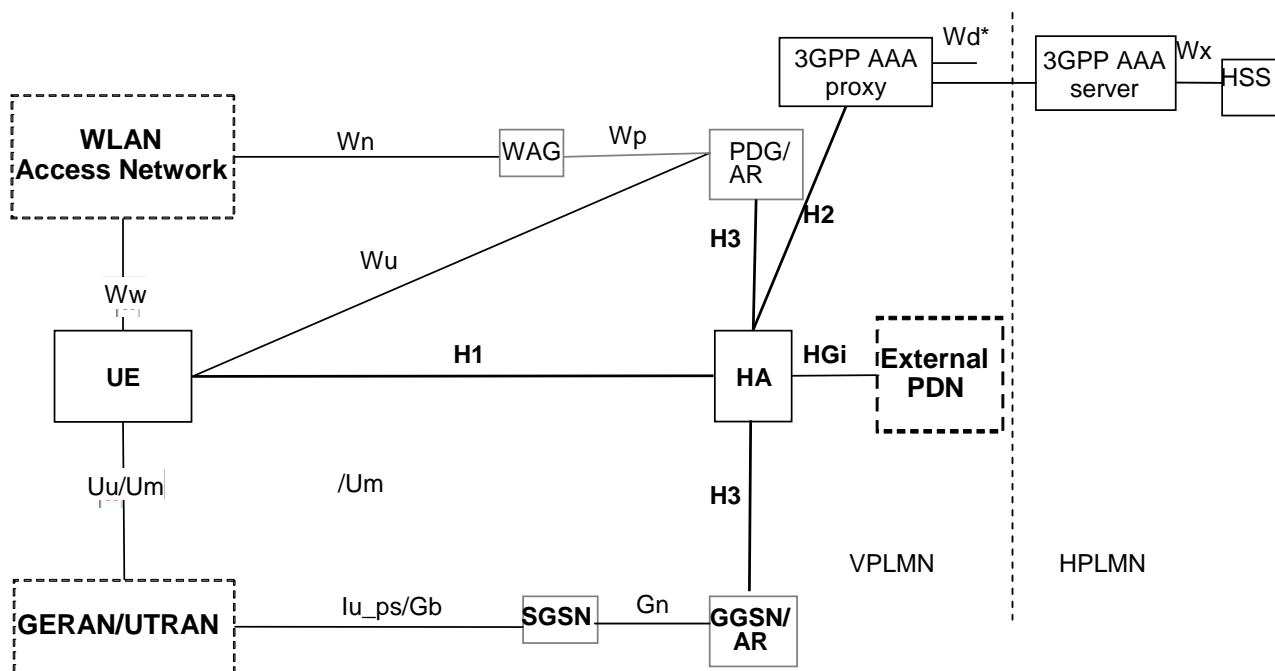 Wd*
3GPP AAA
proxy
3GPP AAA
server
Wx
HSS
WLAN
Access Network
Wn
WAG
Wp
PDG/
AR
H2
H3
Wu
Ww
UE
H1
HA
HGi
External
PDN
Uu/Um
/Um
H3
VPLMN
HPLMN
GERAN/UTRAN
Iu_ps/Gb
SGSN
Gn
GGSN/
AR